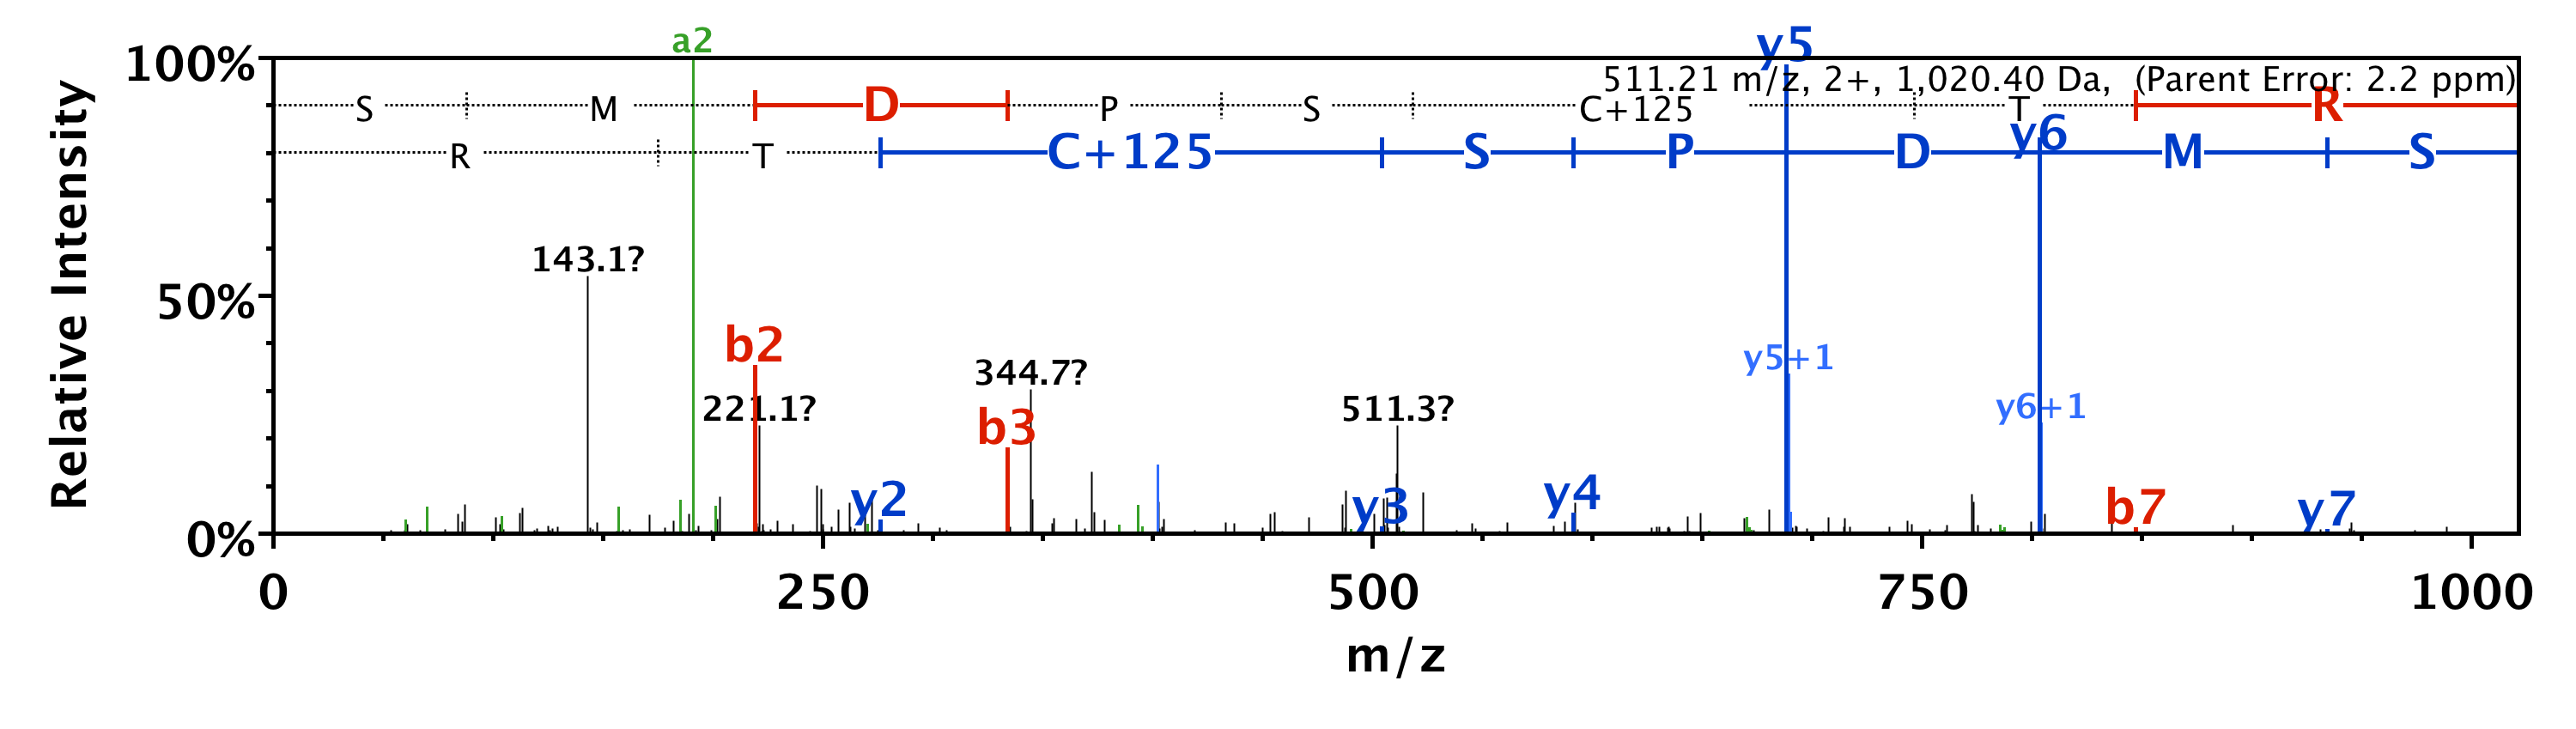 a2
y5
100%
511.21 m/z, 2+, 1,020.40 Da, (Parent Error: 2.2 ppm)
S M D P S C+125 T R
y6
R T C+125 S P D M S
143.1?
50%
b2
y5+1
344.7?
221.1?
511.3?
y6+1
b3
y2
y4
y3
b7
y7
0%
0 250 500 750 1000
m/z
Relative Intensity